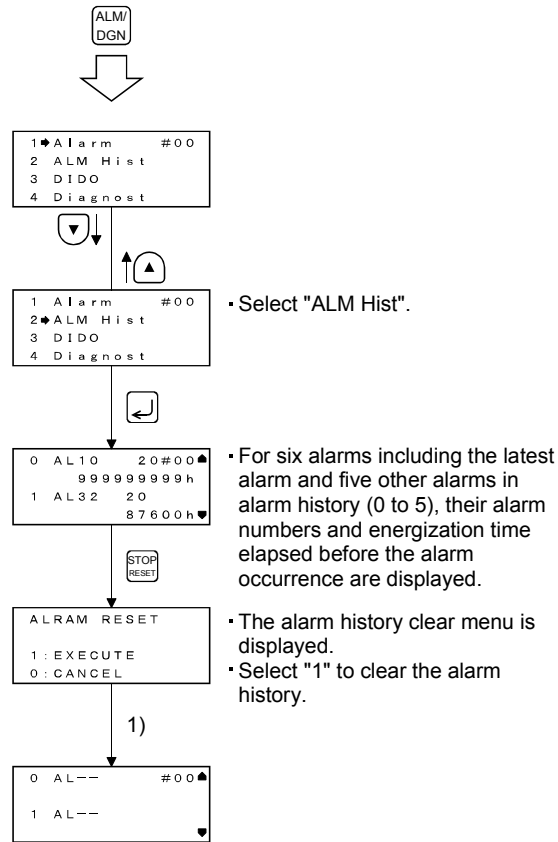 ALM/
DGN
1 Alarm #00
2 ALM Hist
3 DIDO
4 Diagnost
1 Alarm #00
2 ALM Hist
3 DIDO
4 Diagnost
Select "ALM Hist".
0 AL10 20#00
999999999h
1 AL32 20
87600h
For six alarms including the latest
alarm and five other alarms in
alarm history (0 to 5), their alarm
numbers and energization time
elapsed before the alarm
occurrence are displayed.
STOP
RESET
ALRAM RESET
1:EXECUTE
0:CANCEL
The alarm history clear menu is
displayed.
Select "1" to clear the alarm
history.
1)
0 AL-- #00
1 AL--